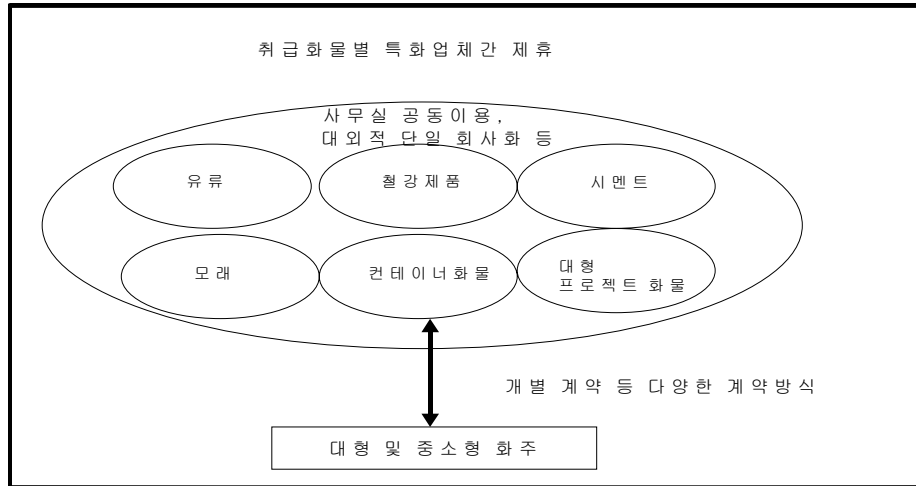 취급화물별 특화업체간 제휴
사무실 공동이용,
대외적 단일 회사화 등
유류
철강제품
시멘트
모래
컨테이너화물
대형
프로젝트 화물
개별 계약 등 다양한 계약방식
대형 및 중소형 화주